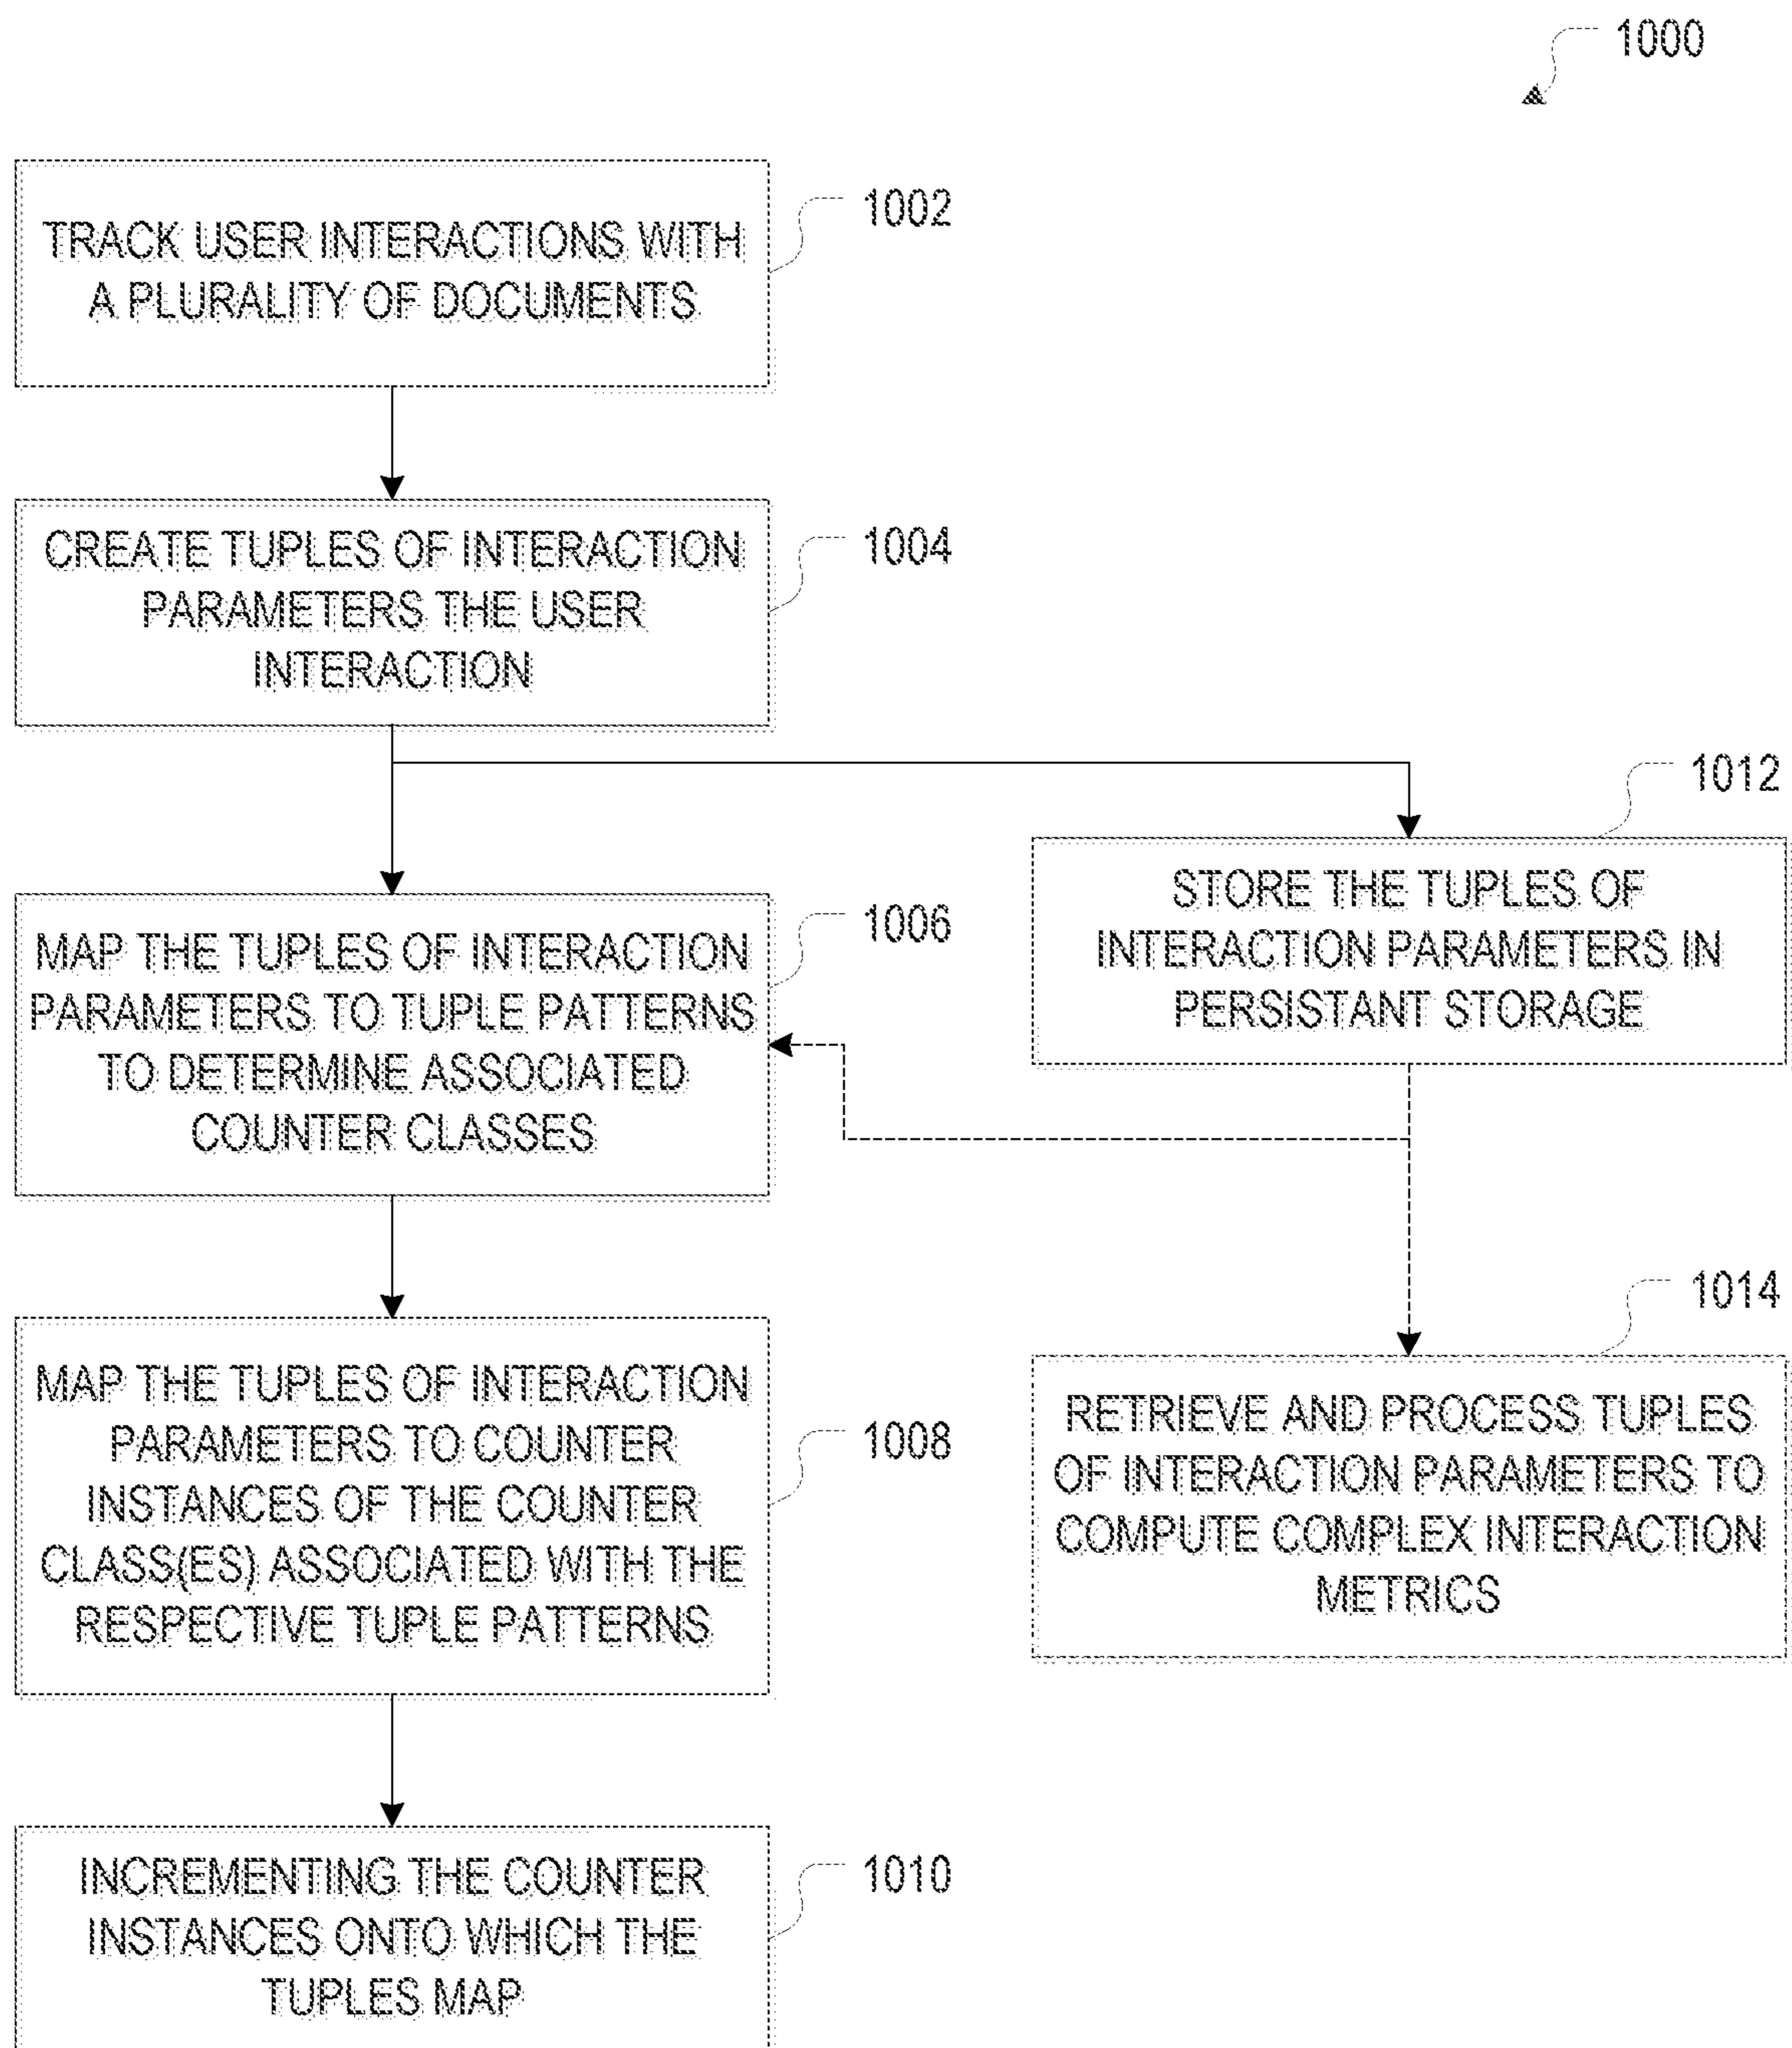 1000
TRACK USER INTERACTIONS WITH
A PLURALITY OF DOCUMENTS
1002
CREATE TUPLES OF INTERACTION
PARAMETERS THE USER
INTERACTION
1004
MAP THE TUPLES OF INTERACTION
PARAMETERS TO TUPLE PATTERNS
TO DETERMINE ASSOCIATED
COUNTER CLASSES
1006
STORE THE TUPLES OF
INTERACTION PARAMETERS IN
PERSISTANT STORAGE
1012
MAP THE TUPLES OF INTERACTION
PARAMETERS TO COUNTER
INSTANCES OF THE COUNTER
CLASS(ES) ASSOCIATED WITH THE
RESPECTIVE TUPLE PATTERNS
1008
RETRIEVE AND PROCESS TUPLES
OF INTERACTION PARAMETERS TO
COMPUTE COMPLEX INTERACTION
METRICS
1014
INCREMENTING THE COUNTER
INSTANCES ONTO WHICH THE
TUPLES MAP
1010